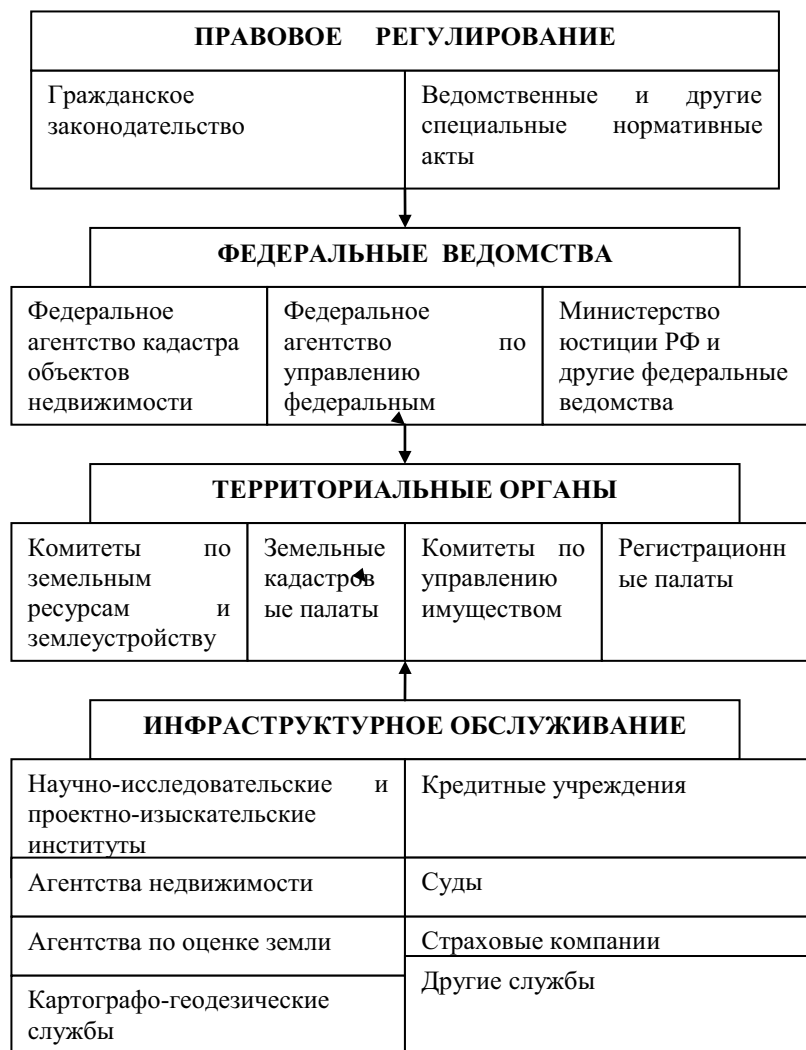 ПРАВОВОЕ РЕГУЛИРОВАНИЕ
Гражданское
законодательство
Ведомственные и другие
специальные нормативные
акты
ФЕДЕРАЛЬНЫЕ ВЕДОМСТВА
Федеральное
агентство кадастра
объектов
недвижимости
Федеральное
агентство по
управлению
федеральным
Министерство
юстиции РФ и
другие федеральные
ведомства
ТЕРРИТОРИАЛЬНЫЕ ОРГАНЫ
Комитеты по
земельным
ресурсам и
землеустройству
Земельные
кадастров
ые палаты
Комитеты по
управлению
имуществом
Регистрационн
ые палаты
ИНФРАСТРУКТУРНОЕ ОБСЛУЖИВАНИЕ
Научно-исследовательские и
проектно-изыскательские
институты
Кредитные учреждения
Агентства недвижимости
Суды
Агентства по оценке земли
Страховые компании
Картографо-геодезические
службы
Другие службы